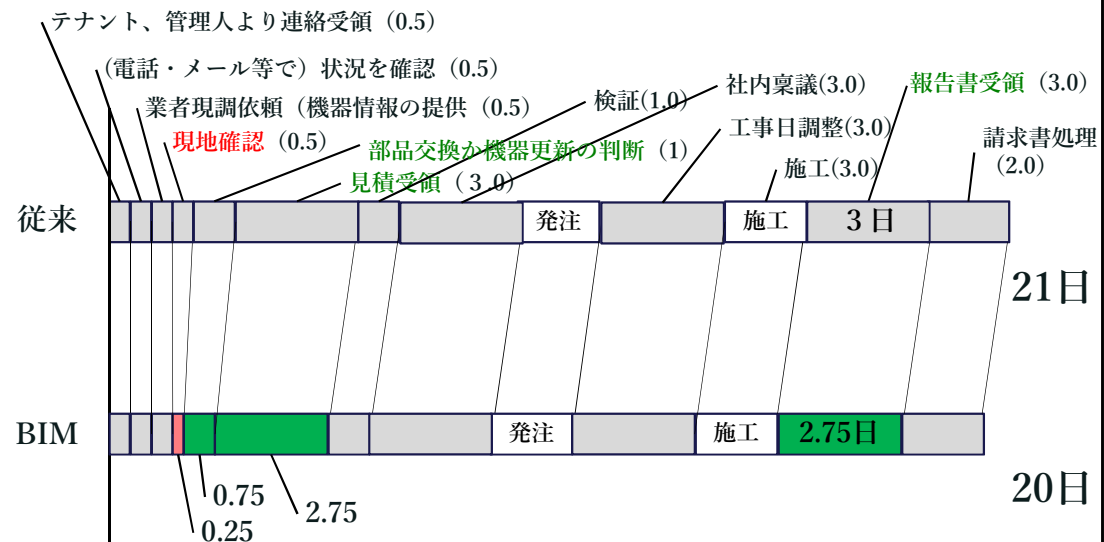 テナント、管理人より連絡受領（0.5）
（電話・メール等で）状況を確認（0.5）
業者現調依頼（機器情報の提供（0.5）
現地確認（0.5）
部品交換か機器更新の判断（1）
見積受領（３.0）
検証(1.0)
社内稟議(3.0)
工事日調整(3.0)
施工(3.0)
報告書受領（3.0）
請求書処理
（2.0）
従来
発注
施工
3 日
21日
BIM
発注
施工
2.75日
20日
0.75
0.25
2.75